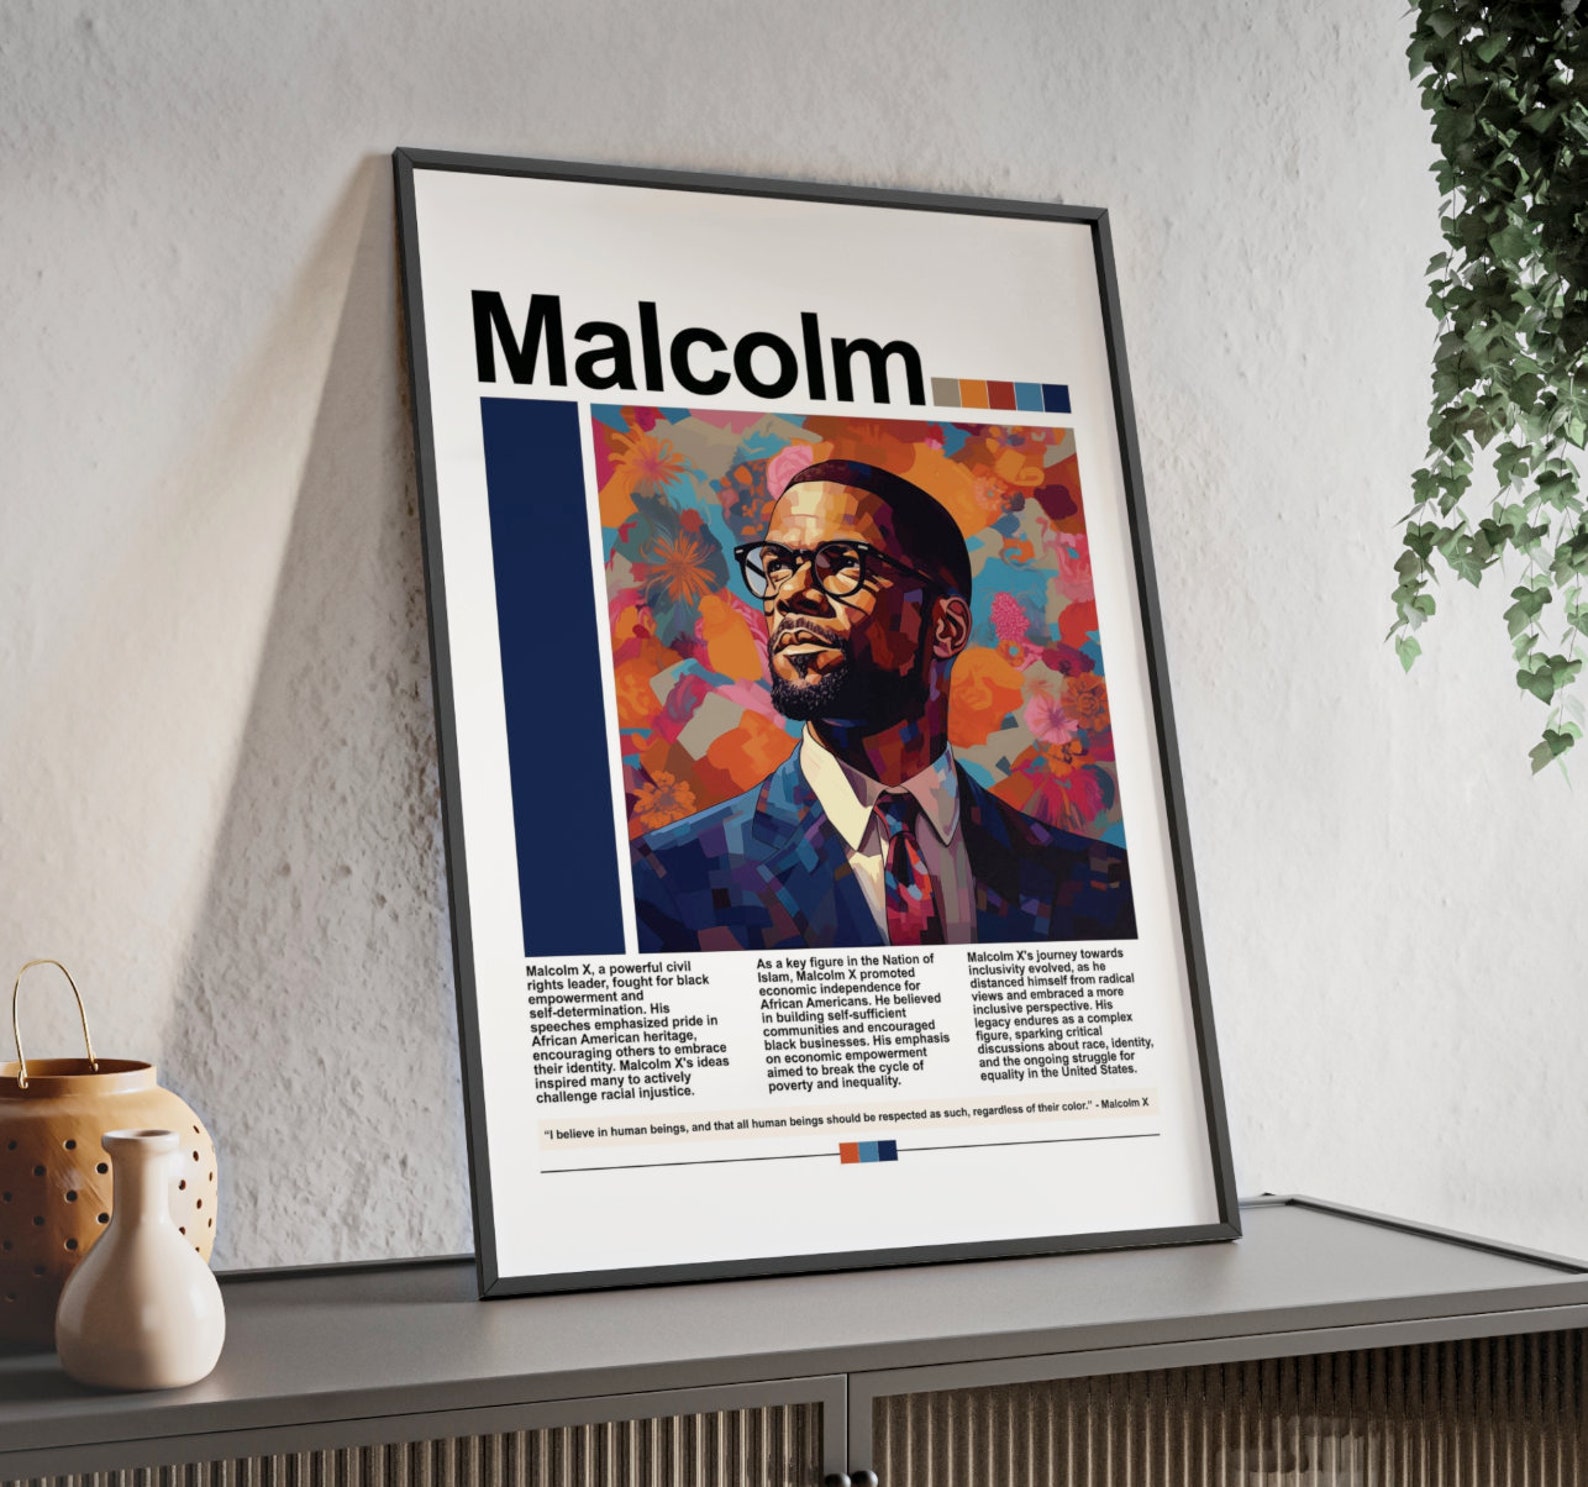 Malcolm
Malcolm X, a powerful civil
rights leader, fought for black
empowerment and
self-determination. His
speeches emphasized pride in
African American heritage,
encouraging others to embrace
their identity. Malcolm X's ideas
inspired many to actively
challenge racial injustice.
As a key figure in the Nation of
Islam, Malcolm X promoted
economic independence for
African Americans. He believed
in building self-sufficient
communities and encouraged
black businesses. His emphasis
on economic empowerment
aimed to break the cycle of
poverty and inequality.
Malcolm X's journey towards
inclusivity evolved, as he
distanced himself from radical
views and embraced a more
inclusive perspective. His
legacy endures as a complex
figure, sparking critical
discussions about race, identity,
and the ongoing struggle for
equality in the United States.
"I believe in human beings, and that all human beings should be respected as such, regardless of their color." - Malcolm X